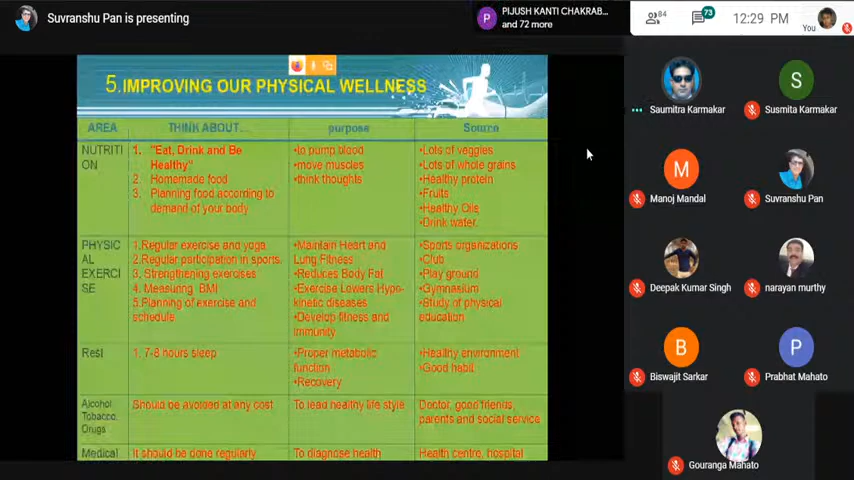 Suvranshu Pan is presenting
P
PIJUSH KANTI CHAKRAB...
and 72 more
84
73
12:29 PM
You
5.IMPROVING OUR PHYSICAL WELLNESS
AREA
THINK ABOUT...
purpose
Source
NUTRITI
ON
1. "Eat, Drink and Be
Healthy"
2. Homemade food
3. Planning food according to
demand of your body
•to pump blood
•move muscles
•think thoughts
•Lots of veggies
•Lots of whole grains
•Healthy protein
•Fruits
•Healthy Oils
•Drink water.
PHYSIC
AL
EXERCI
SE
1.Regular exercise and yoga
2.Regular participation in sports.
3. Strengthening exercises
4. Measuring BMI
5.Planning of exercise and
schedule
•Maintain Heart and
Lung Fitness
•Reduces Body Fat
•Exercise Lowers Hypo-
kinetic diseases
•Develop fitness and
immunity
•Sports organizations
•Club
•Play ground
•Gymnasium
•Study of physical
education
Rest
1. 7-8 hours sleep
•Proper metabolic
function
•Recovery
•Healthy environment
•Good habit
Alcohol,
Tobacco,
Drugs
Should be avoided at any cost
To lead healthy life style
Doctor, good friends,
parents and social service
Medical
It should be done regularly
To diagnose health
Health centre, hospital
Saumitra Karmakar
S
Susmita Karmakar
M
Manoj Mandal
Suvranshu Pan
Deepak Kumar Singh
narayan murthy
B
Biswajit Sarkar
P
Prabhat Mahato
Gouranga Mahato